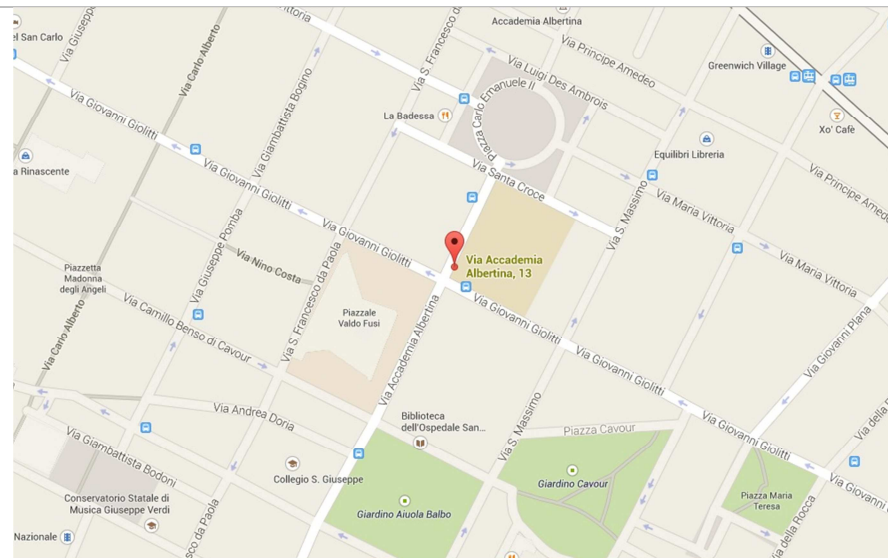 Accademia Albertina
el San Carlo
Via Giuseppe
Via Carlo Alberto
Via S. Francesco da
Via Principe Amedeo
Via Luigi Des Ambrois
Greenwich Village
Piazza Carlo Emanuele II
Via Giovanni Giolitti
Via Giambattista Bogino
La Badessa
Xo' Cafè
Equilibri Libreria
a Rinascente
Via Giovanni Giolitti
Via Santa Croce
Via S. Massimo
Via Maria Vittoria
Via Principe Amedeo
Via Giuseppe Pomba
Via Giovanni Giolitti
Via Accademia
Albertina, 13
Via Nino Costa
Via S. Francesco da Paola
Via Maria Vittoria
Piazzetta
Madonna
degli Angeli
Via Carlo Alberto
Via Camillo Benso di Cavour
Piazzale
Valdo Fusi
Via Accademia Albertina
Via Giovanni Giolitti
Via Giovanni Plana
Via Giovanni Giolitti
Via Andrea Doria
Biblioteca
dell'Ospedale San...
Via S. Massimo
Piazza Cavour
Via Giovanni Giolitti
Via della
Via Giambattista Bodoni
Collegio S. Giuseppe
Giardino Cavour
Via Giovanni
Conservatorio Statale di
Musica Giuseppe Verdi
Giardino Aiuola Balbo
Piazza Maria
Teresa
Nazionale
co da Paola
ia della Rocca